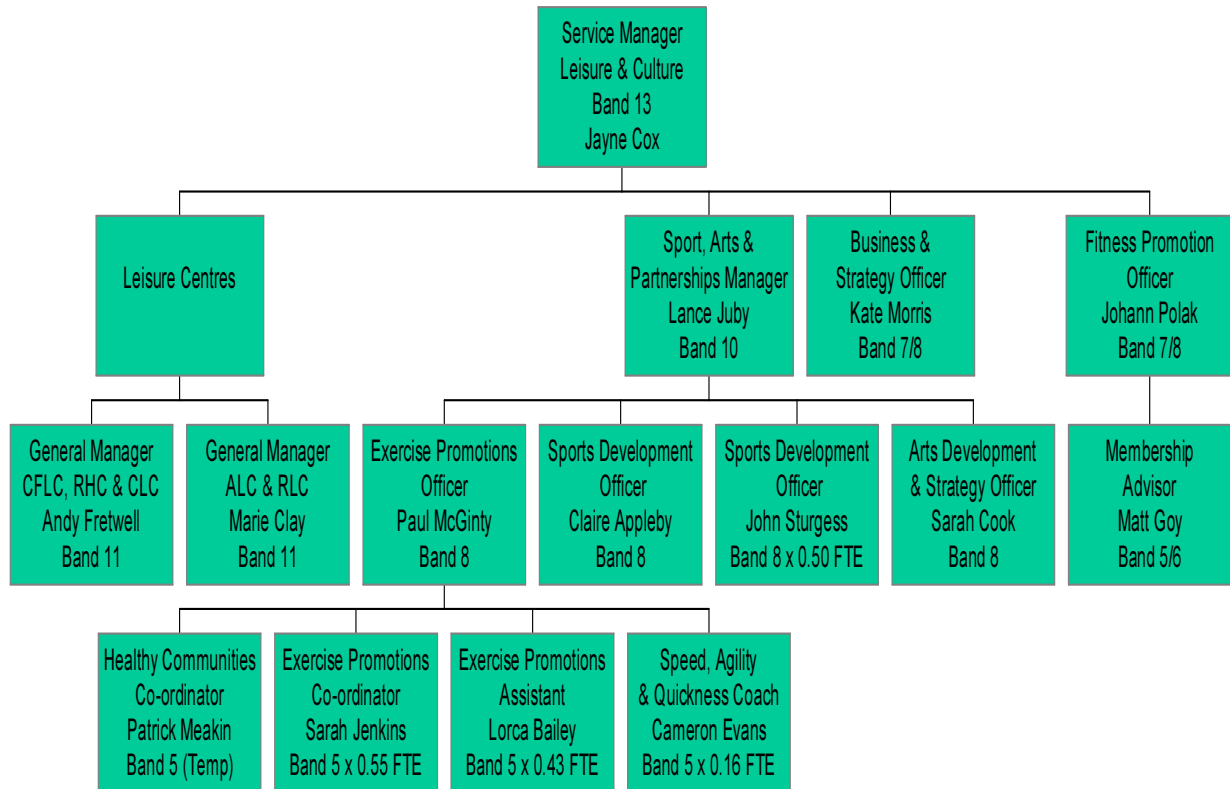 Service Manager
Leisure & Culture
Band 13
Jayne Cox
Leisure Centres
Sport, Arts &
Partnerships Manager
Lance Juby
Band 10
Business &
Strategy Officer
Kate Morris
Band 7/8
Fitness Promotion
Officer
Johann Polak
Band 7/8
General Manager
CFLC, RHC & CLC
Andy Fretwell
Band 11
General Manager
ALC & RLC
Marie Clay
Band 11
Exercise Promotions
Officer
Paul McGinty
Band 8
Sports Development
Officer
Claire Appleby
Band 8
Sports Development
Officer
John Sturgess
Band 8 x 0.50 FTE
Arts Development
& Strategy Officer
Sarah Cook
Band 8
Membership
Advisor
Matt Goy
Band 5/6
Healthy Communities
Co-ordinator
Patrick Meakin
Band 5 (Temp)
Exercise Promotions
Co-ordinator
Sarah Jenkins
Band 5 x 0.55 FTE
Exercise Promotions
Assistant
Lorca Bailey
Band 5 x 0.43 FTE
Speed, Agility
& Quickness Coach
Cameron Evans
Band 5 x 0.16 FTE